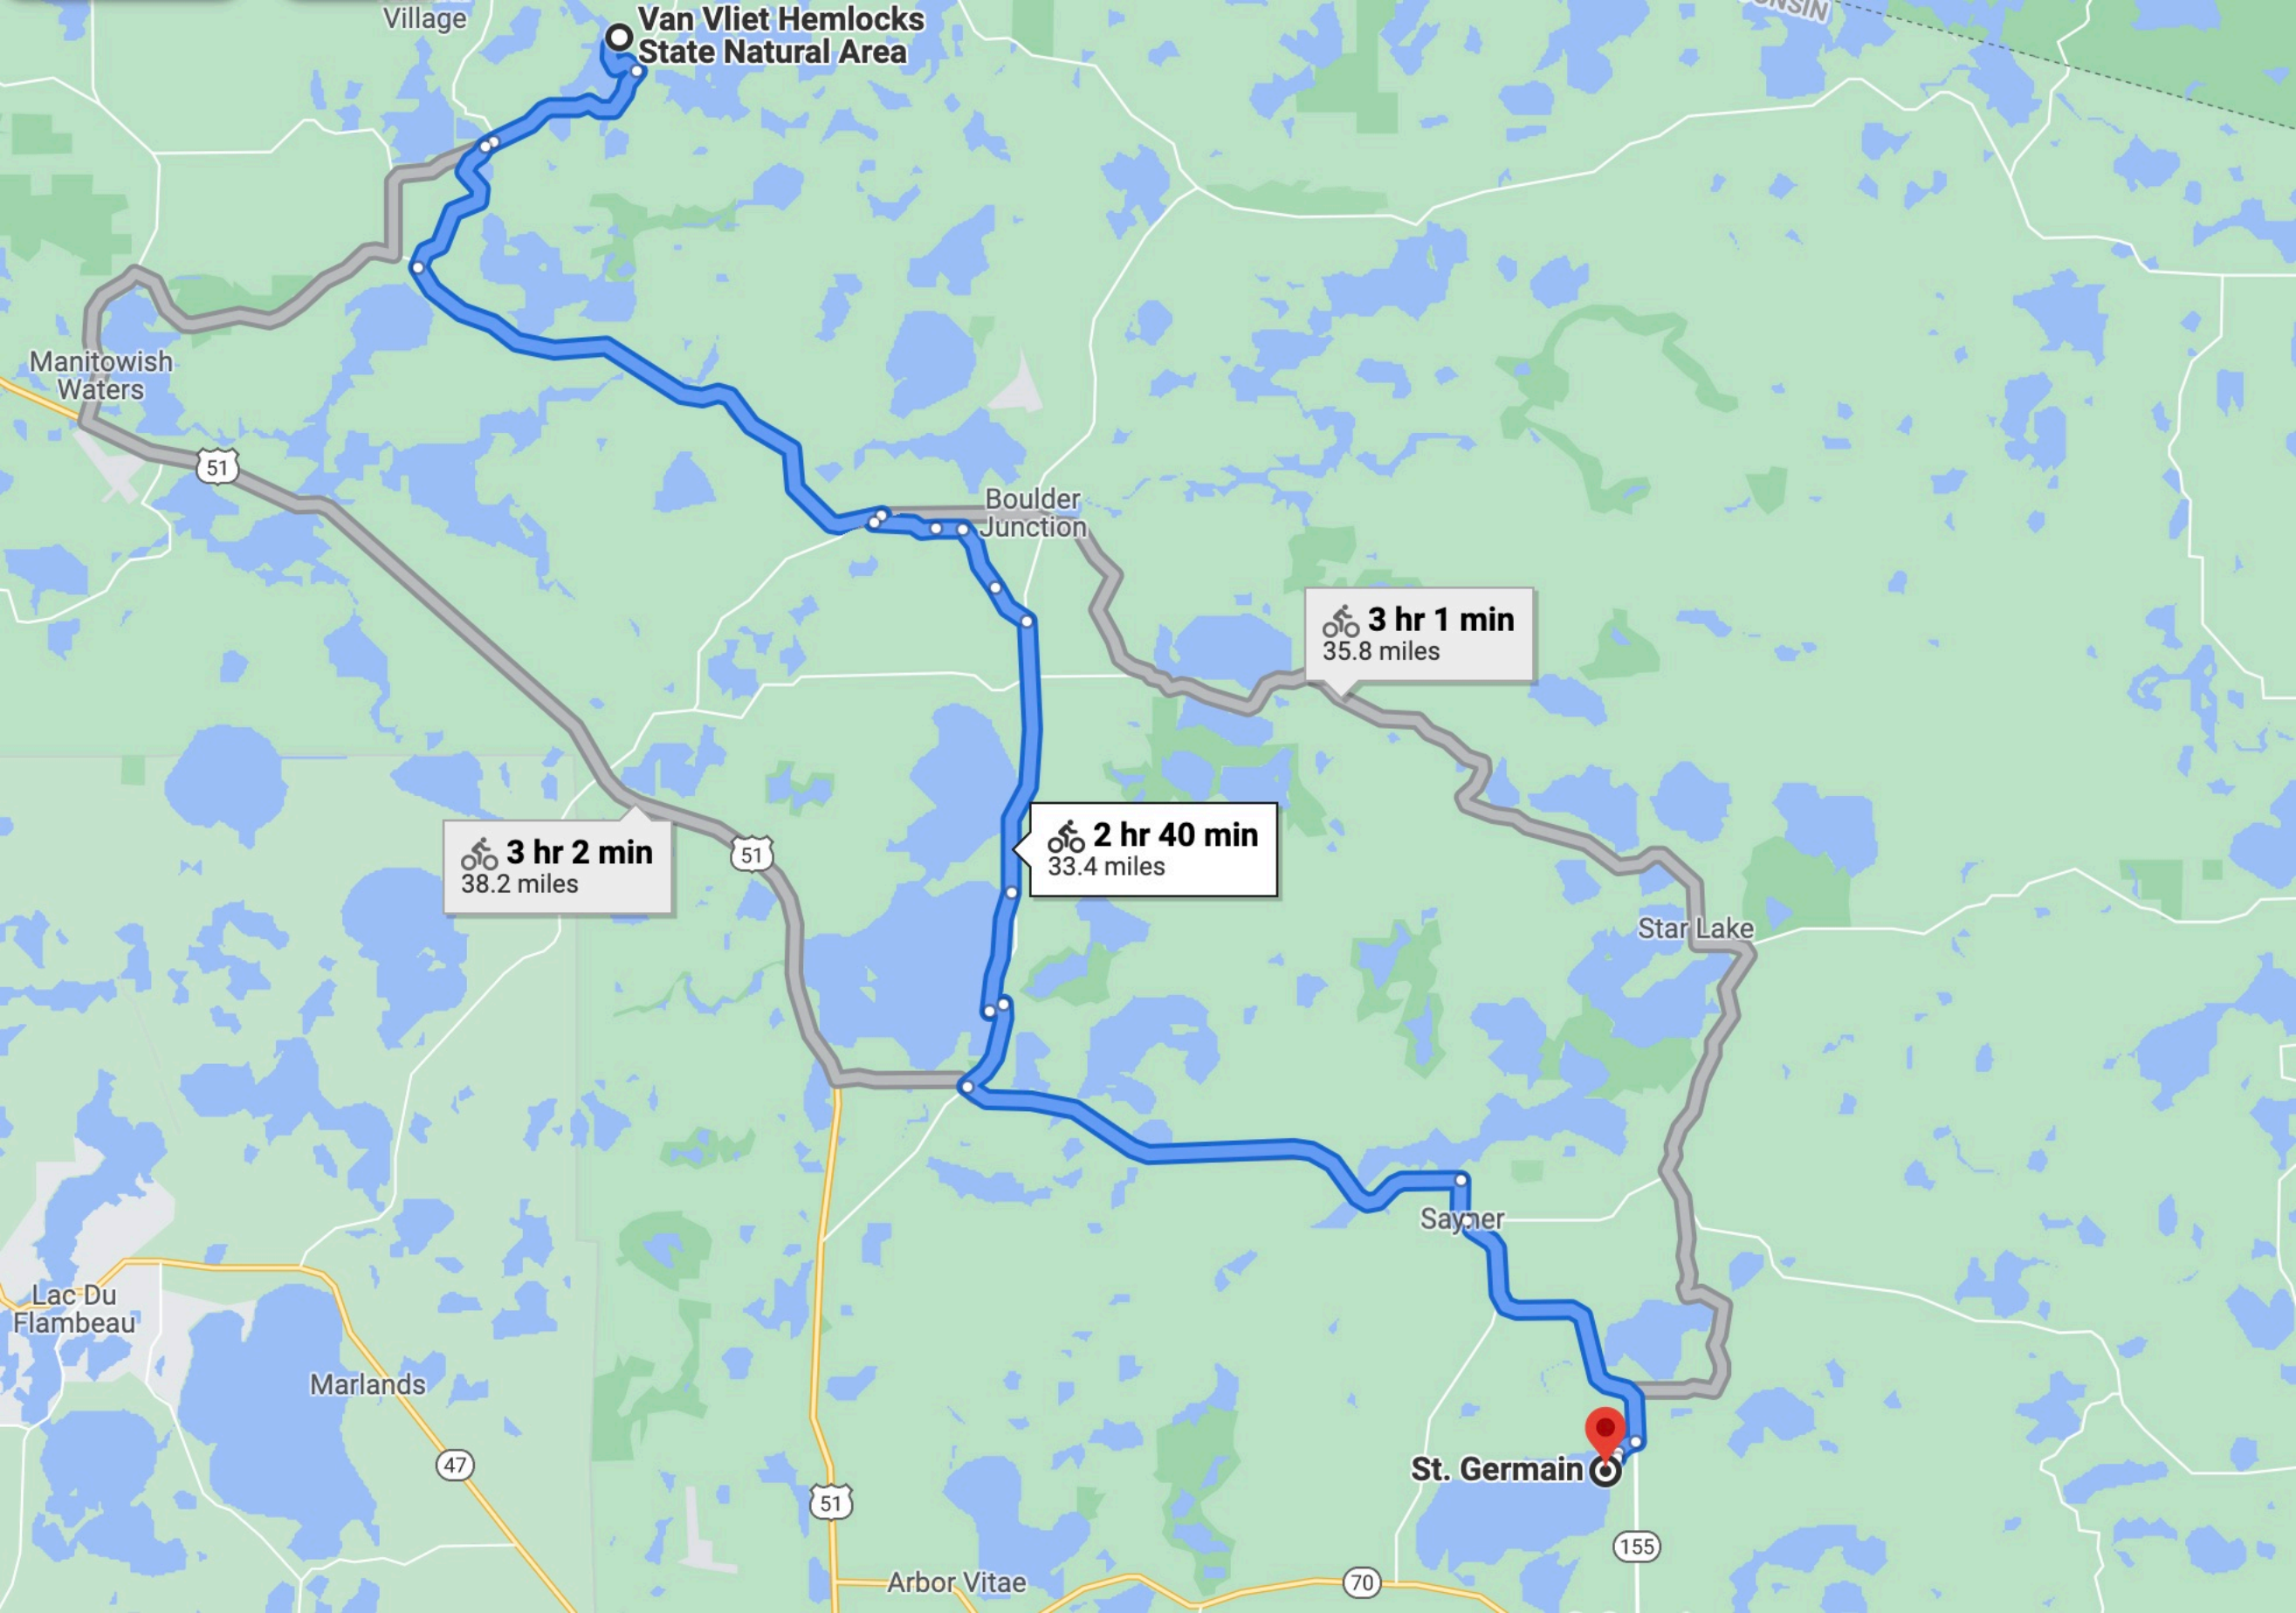 Village
Van Vliet Hemlocks
State Natural Area
Manitowish
Waters
51
Boulder
Junction
3 hr 1 min
35.8 miles
2 hr 40 min
33.4 miles
3 hr 2 min
38.2 miles
51
Star Lake
Sayner
Lac Du
Flambeau
Marlands
47
St. Germain
51
155
Arbor Vitae
70